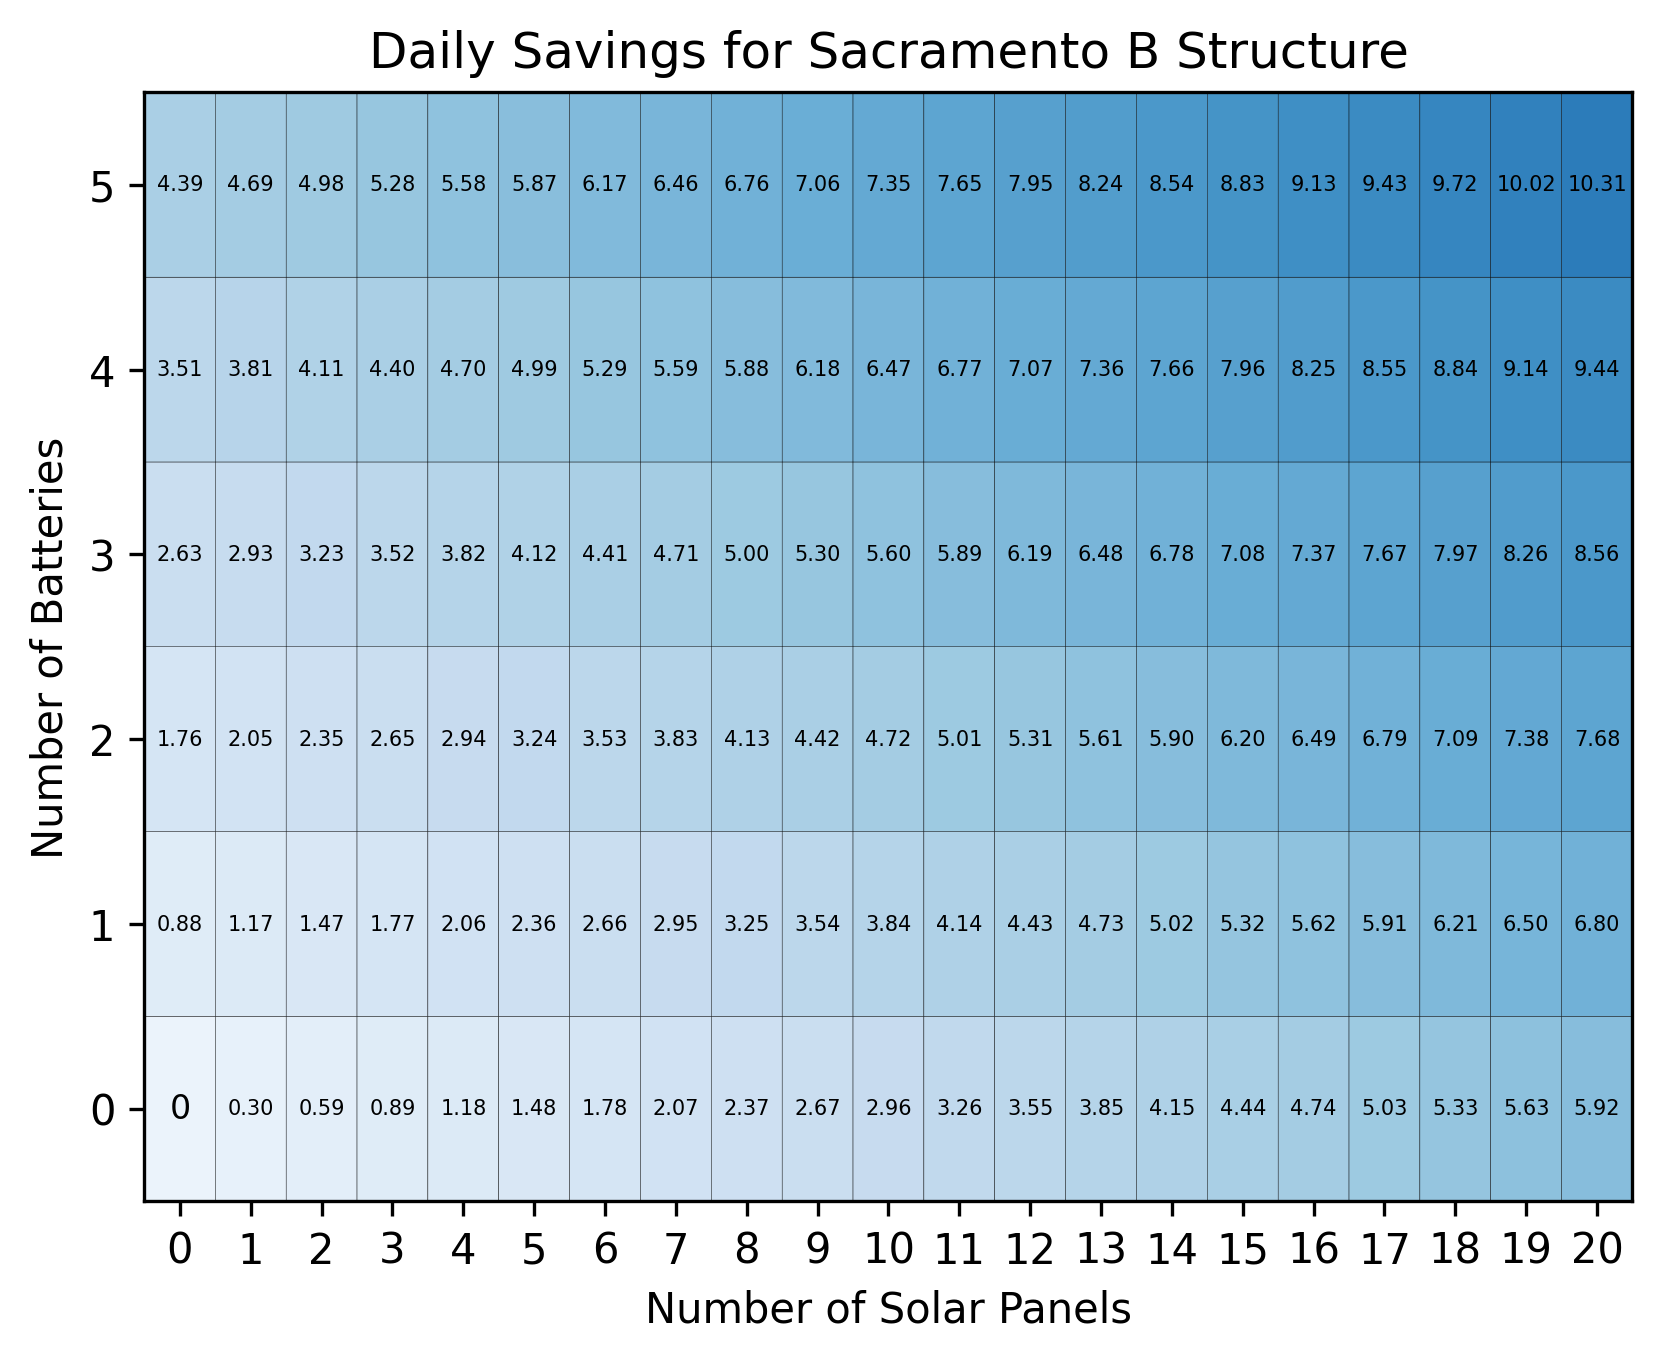 Daily Savings for Sacramento B Structure
Number of Batteries
5 4.39 4.69 4.98 5.28 5.58 5.87 6.17 6.46 6.76 7.06 7.35 7.65 7.95 8.24 8.54 8.83 9.13 9.43 9.72 10.02 10.31
4 3.51 3.81 4.11 4.40 4.70 4.99 5.29 5.59 5.88 6.18 6.47 6.77 7.07 7.36 7.66 7.96 8.25 8.55 8.84 9.14 9.44
3 2.63 2.93 3.23 3.52 3.82 4.12 4.41 4.71 5.00 5.30 5.60 5.89 6.19 6.48 6.78 7.08 7.37 7.67 7.97 8.26 8.56
2 1.76 2.05 2.35 2.65 2.94 3.24 3.53 3.83 4.13 4.42 4.72 5.01 5.31 5.61 5.90 6.20 6.49 6.79 7.09 7.38 7.68
1 0.88 1.17 1.47 1.77 2.06 2.36 2.66 2.95 3.25 3.54 3.84 4.14 4.43 4.73 5.02 5.32 5.62 5.91 6.21 6.50 6.80
0 0 0.30 0.59 0.89 1.18 1.48 1.78 2.07 2.37 2.67 2.96 3.26 3.55 3.85 4.15 4.44 4.74 5.03 5.33 5.63 5.92
0 1 2 3 4 5 6 7 8 9 10 11 12 13 14 15 16 17 18 19 20
Number of Solar Panels